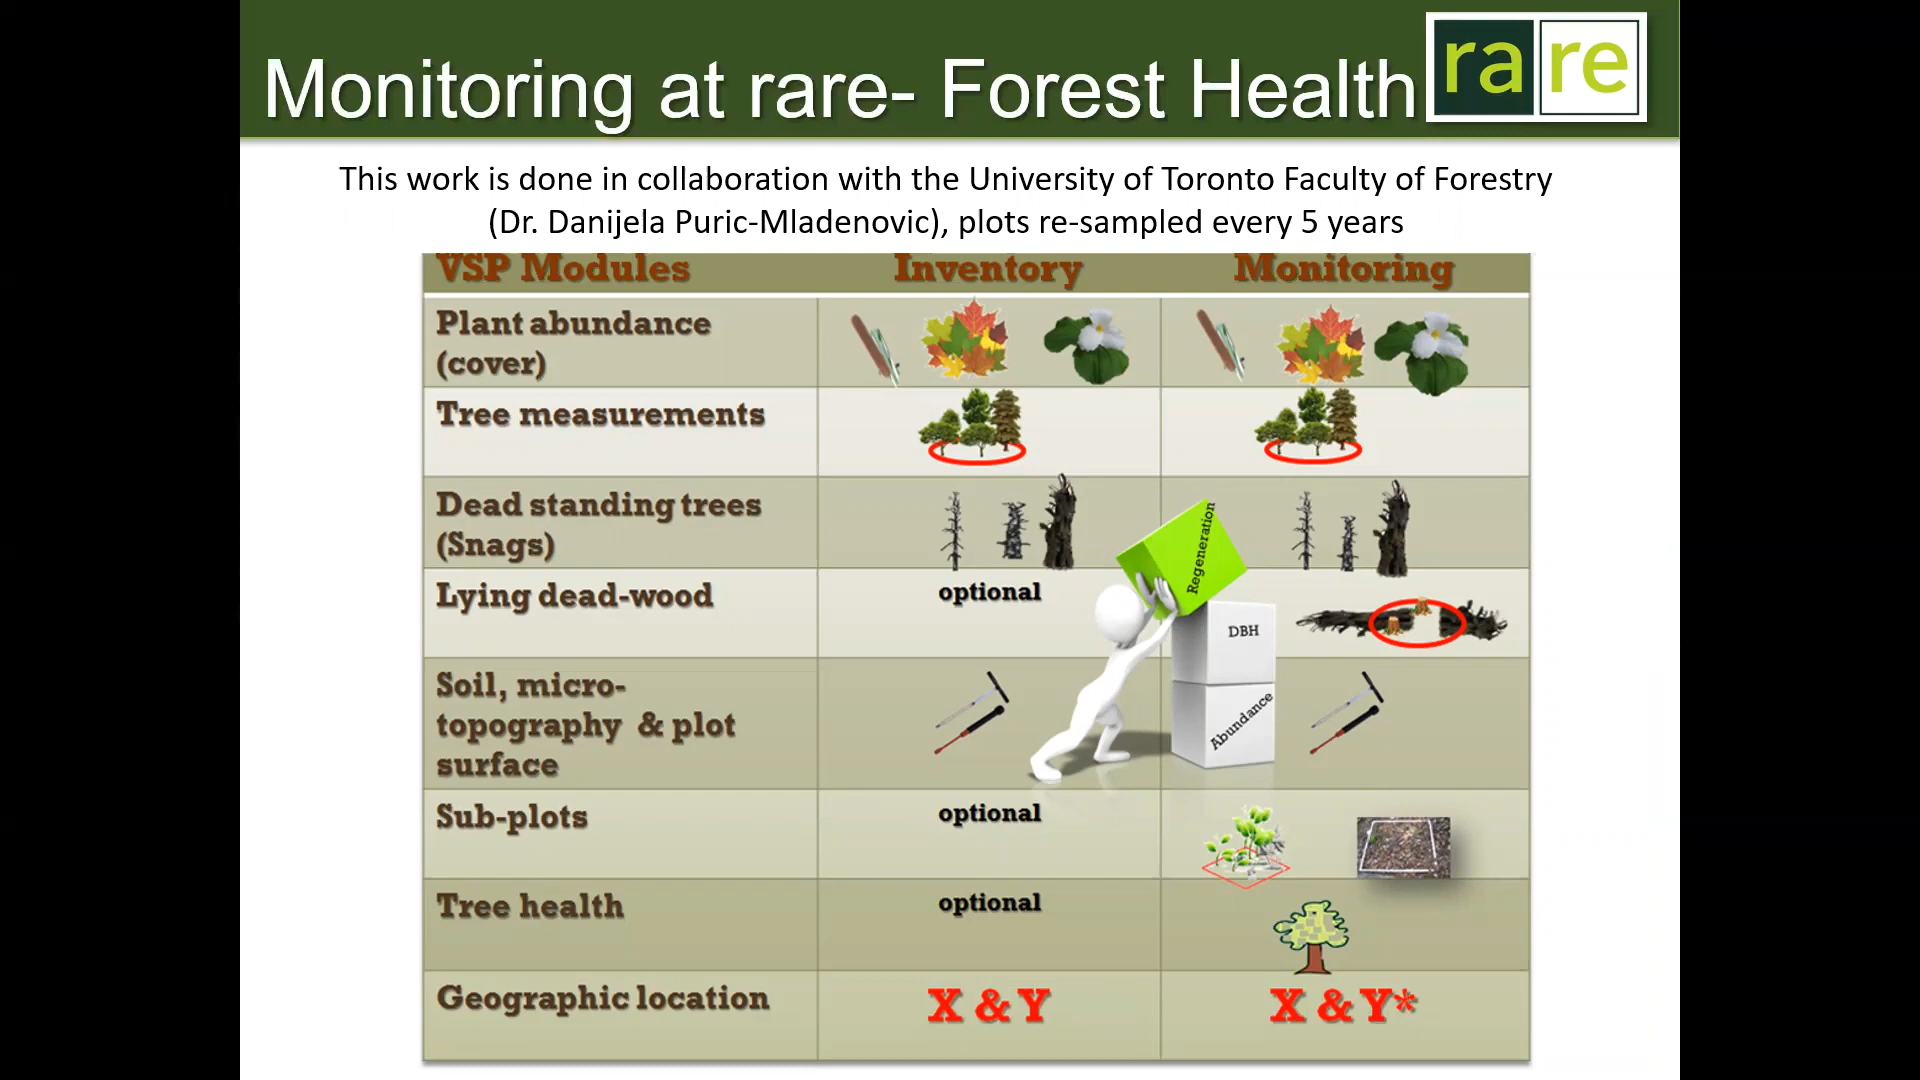 Monitoring at rare- Forest Health
rare
This work is done in collaboration with the University of Toronto Faculty of Forestry
(Dr. Danijela Puric-Mladenovic), plots re-sampled every 5 years
VSP Modules Inventory Monitoring
Plant abundance
(cover)
Tree measurements
Dead standing trees
(Snags)
Regeneration
Lying dead-wood optional
DBH
Soil, micro-
topography & plot
surface
Abundance
Sub-plots optional
Tree health optional
Geographic location X & Y X & Y*